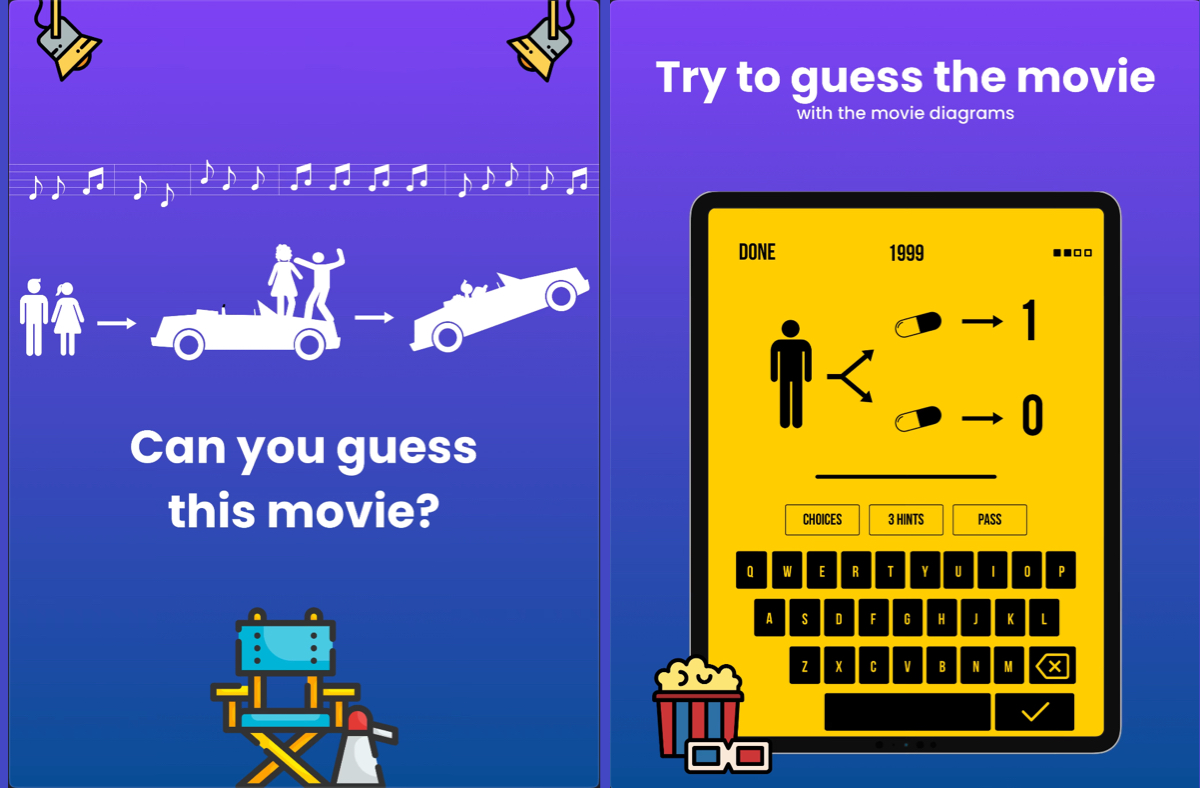 Can you guess
this movie?
Try to guess the movie
with the movie diagrams
DONE 1999
1
0
CHOICES 3 HINTS PASS
Q W E R T Y U I O P
A S D F G H J K L
Z X C V B N M